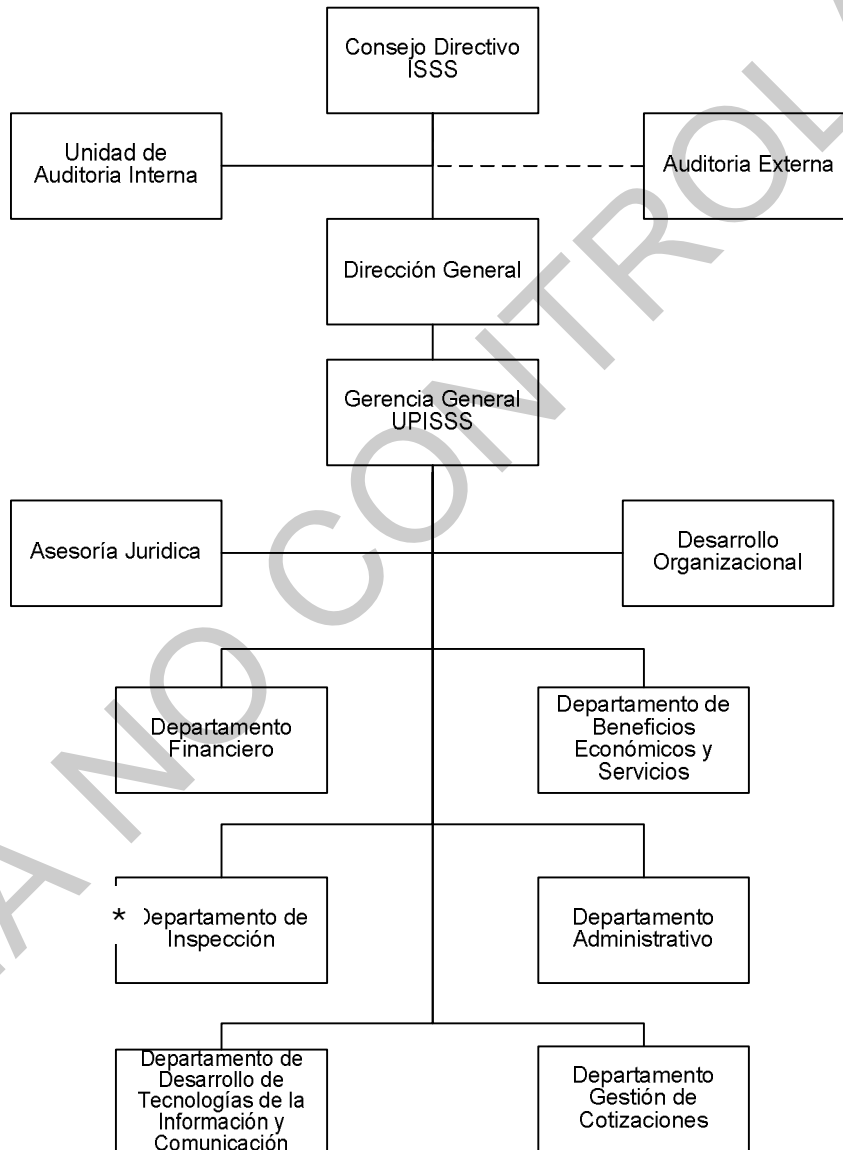 Consejo Directivo
ISSS
Unidad de
Auditoria Interna
Auditoria Externa
Dirección General
Gerencia General
UPISSS
Asesoría Juridica
Desarrollo
Organizacional
Departamento
Financiero
Departamento de
Beneficios
Económicos y
Servicios
* Departamento de
Inspección
Departamento
Administrativo
Departamento de
Desarrollo de
Tecnologías de la
Información y
Comunicación
Departamento
Gestión de
Cotizaciones
NO